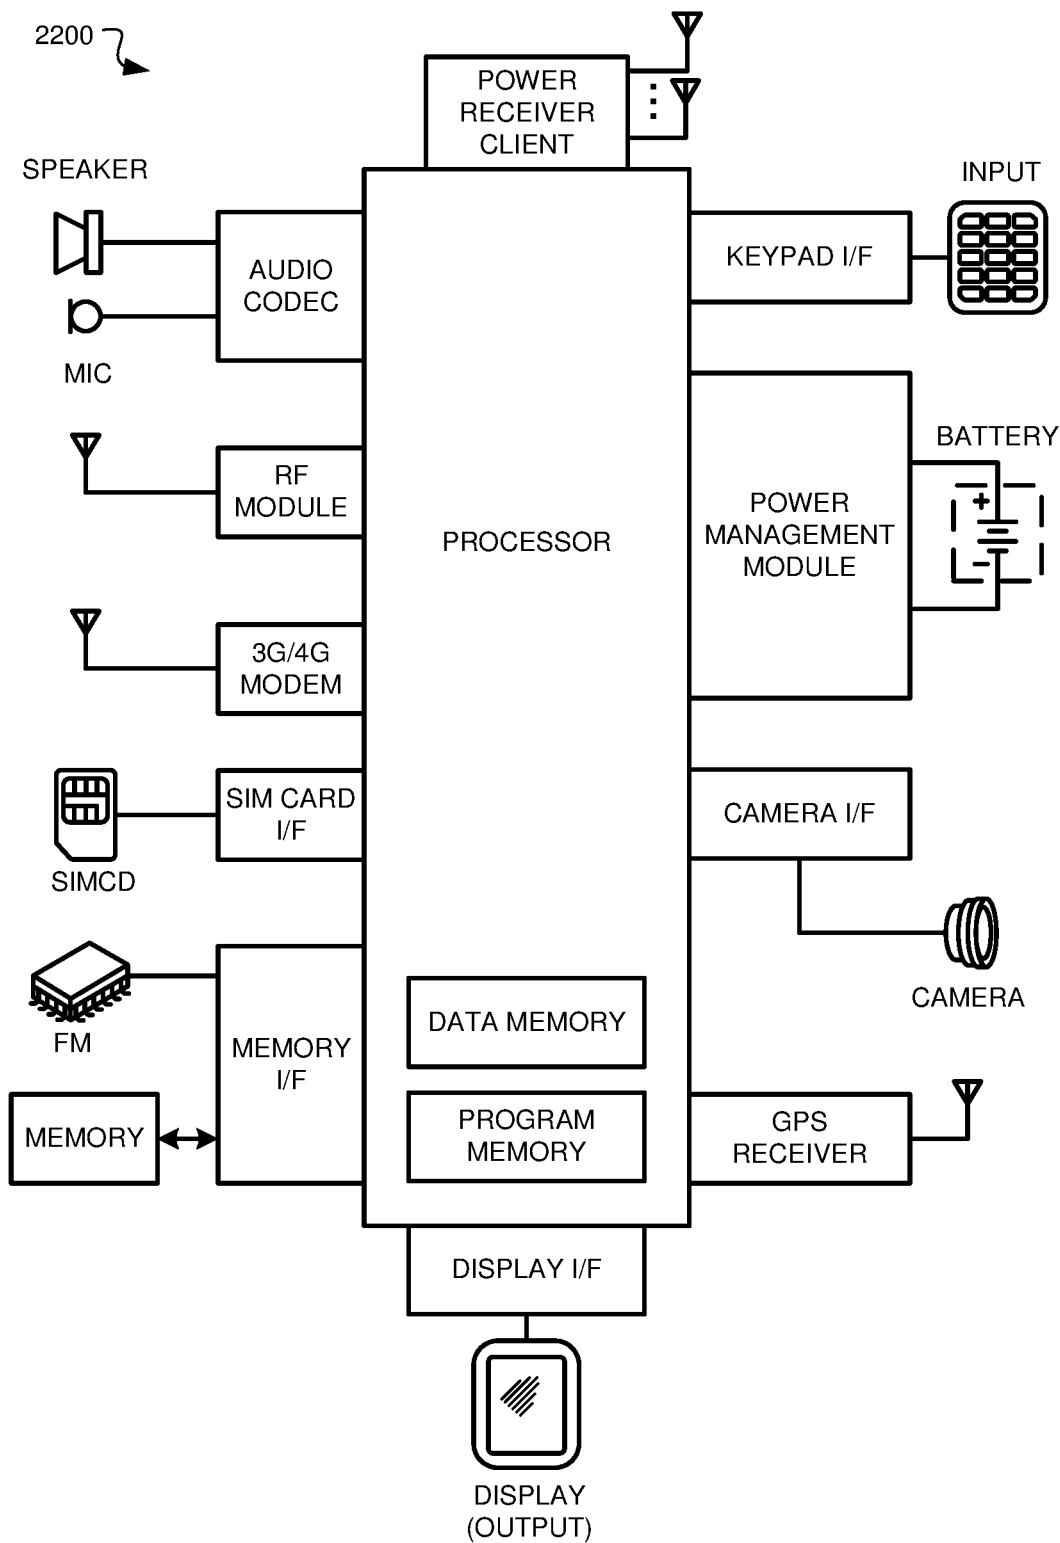 2200
POWER
RECEIVER
CLIENT
SPEAKER
INPUT
AUDIO
CODEC
KEYPAD I/F
MIC
BATTERY
RF
MODULE
PROCESSOR
POWER
MANAGEMENT
MODULE
+
−
3G/4G
MODEM
SIM CARD
I/F
CAMERA I/F
SIMCD
CAMERA
FM
MEMORY
I/F
DATA MEMORY
MEMORY
PROGRAM
MEMORY
GPS
RECEIVER
DISPLAY I/F
DISPLAY
(OUTPUT)